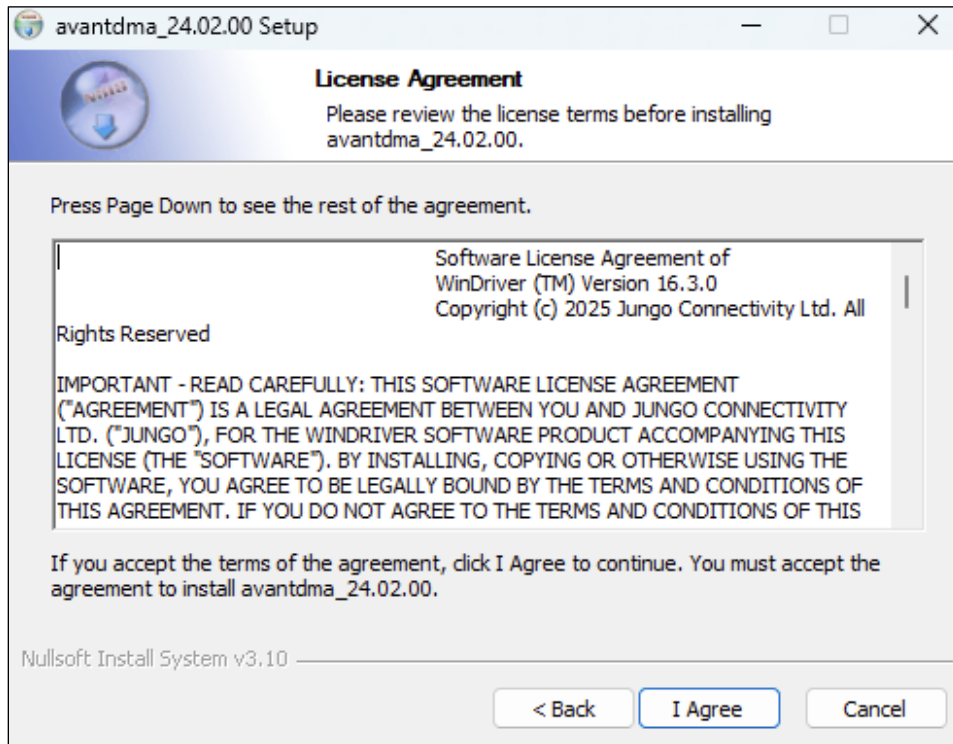 avantdma_24.02.00 Setup
License Agreement
Please review the license terms before installing
avantdma_24.02.00.
Press Page Down to see the rest of the agreement.
Software License Agreement of
WinDriver (TM) Version 16.3.0
Copyright (c) 2025 Jungo Connectivity Ltd. All
Rights Reserved
IMPORTANT - READ CAREFULLY: THIS SOFTWARE LICENSE AGREEMENT
("AGREEMENT") IS A LEGAL AGREEMENT BETWEEN YOU AND JUNGO CONNECTIVITY
LTD. ("JUNGO"), FOR THE WINDRIVER SOFTWARE PRODUCT ACCOMPANYING THIS
LICENSE (THE "SOFTWARE"). BY INSTALLING, COPYING OR OTHERWISE USING THE
SOFTWARE, YOU AGREE TO BE LEGALLY BOUND BY THE TERMS AND CONDITIONS OF
THIS AGREEMENT. IF YOU DO NOT AGREE TO THE TERMS AND CONDITIONS OF THIS
If you accept the terms of the agreement, click I Agree to continue. You must accept the
agreement to install avantdma_24.02.00.
Nullsoft Install System v3.10
< Back
I Agree
Cancel